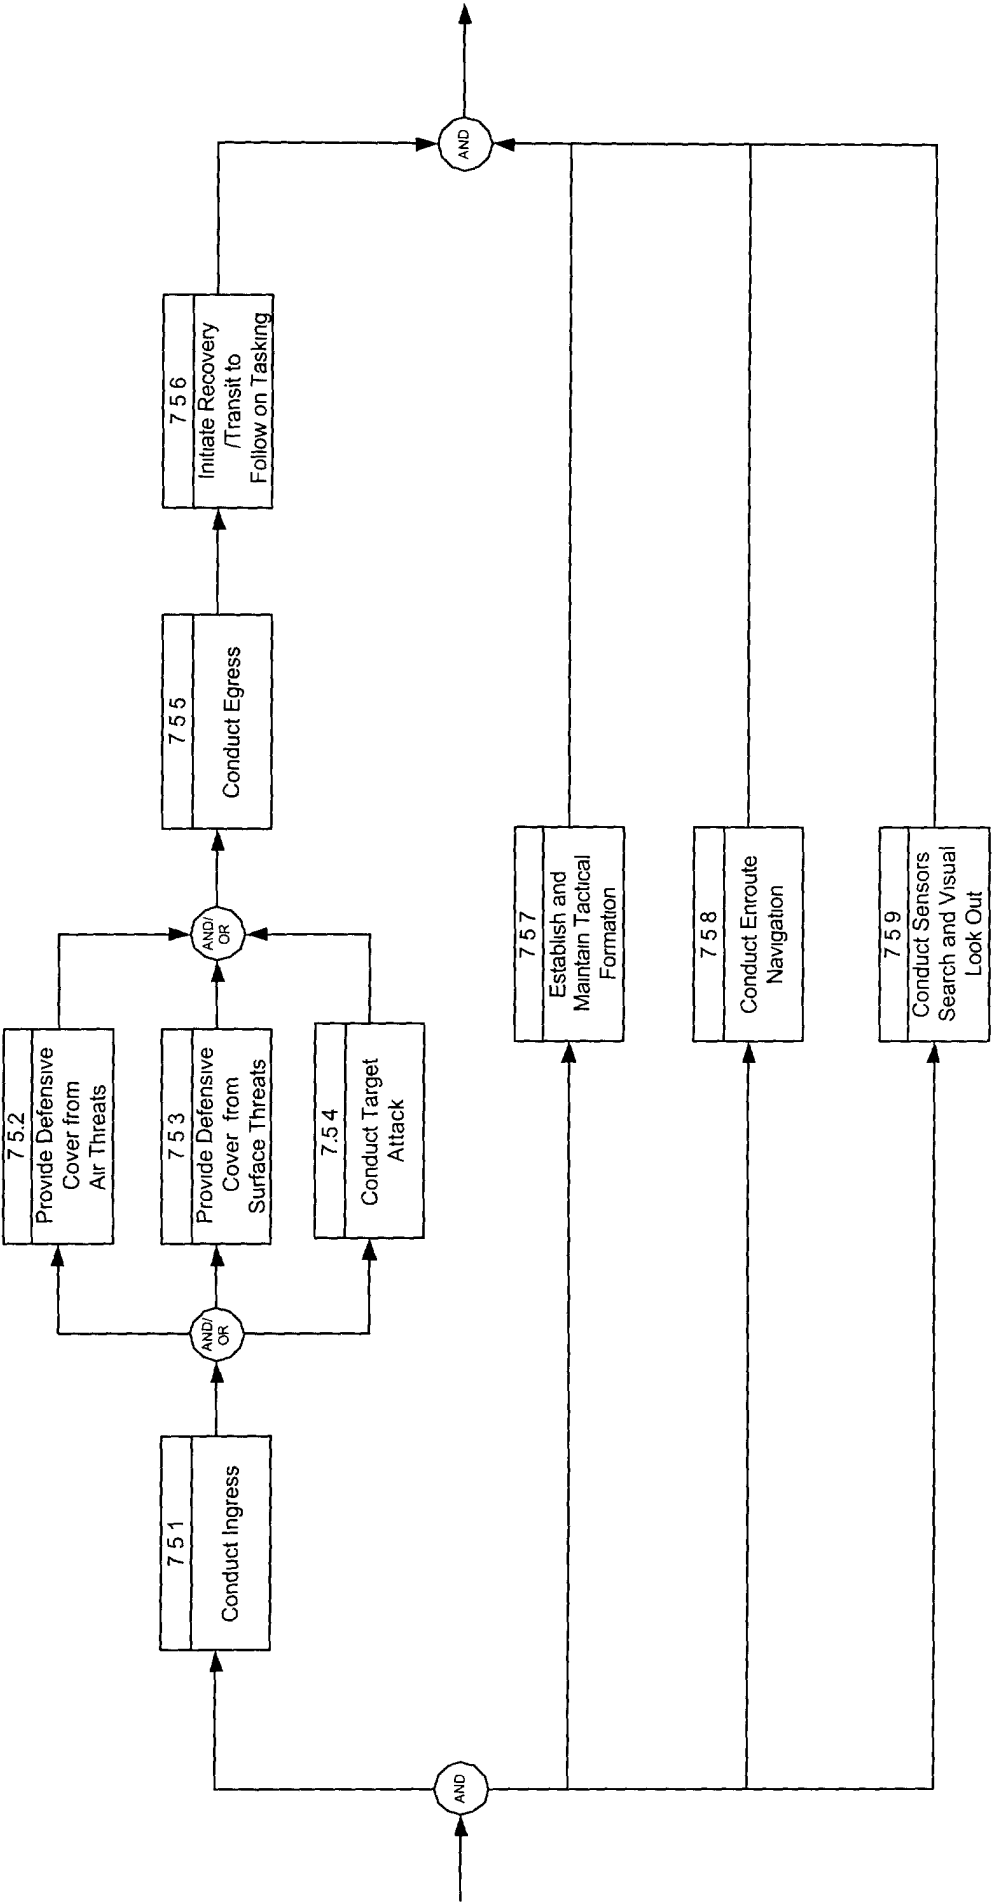 7 5.2
Provide Defensive
Cover from
Air Threats
7 5 1
Conduct Ingress
AND/
OR
7 5 3
Provide Defensive
Cover from
Surface Threats
AND/
OR
7 5 5
Conduct Egress
7 5 6
Initiate Recovery
/Transit to
Follow on Tasking
7.5 4
Conduct Target
Attack
AND
AND
7 5 7
Establish and
Maintain Tactical
Formation
7 5 8
Conduct Enroute
Navigation
7 5 9
Conduct Sensors
Search and Visual
Look Out